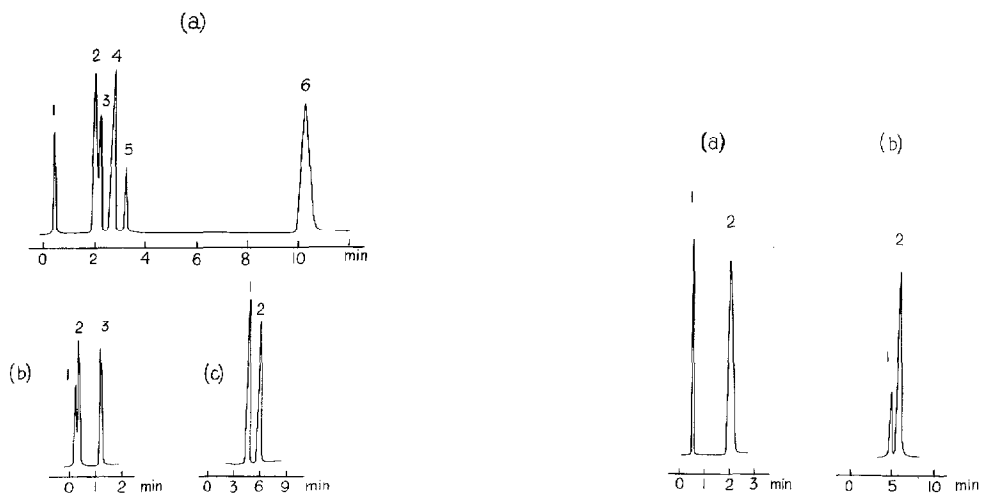 (a)
1 2 3 4 5 6
0 2 4 6 8 10 min
(b)
1 2 3
0 1 2 min
(c)
1 2
0 3 6 9 min
(a)
1 2
0 1 2 3 min
(b)
1 2
0 5 10 min